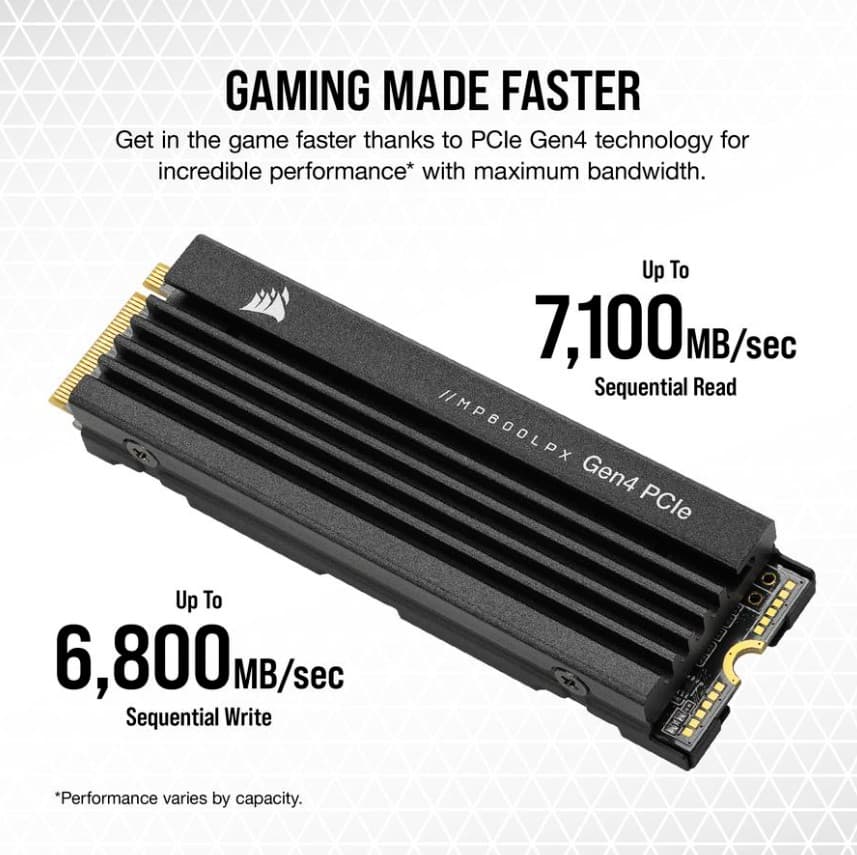 GAMING MADE FASTER
Get in the game faster thanks to PCIe Gen4 technology for
incredible performance* with maximum bandwidth.
Up To
7,100MB/sec
Sequential Read
//MP600LPX Gen4 PCIe
Up To
6,800MB/sec
Sequential Write
*Performance varies by capacity.